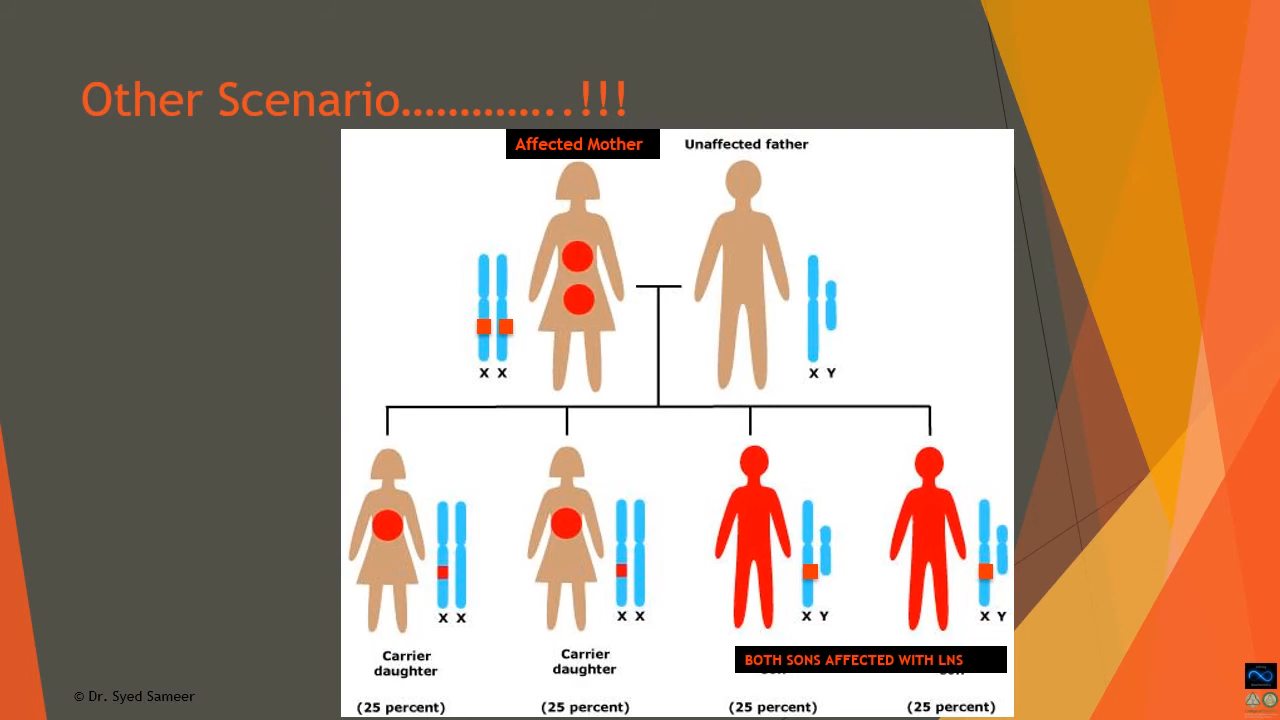 Other Scenario…………..!!!
Affected Mother
Unaffected father
X X
X Y
X X
X X
X Y
X Y
Carrier
daughter
Carrier
daughter
BOTH SONS AFFECTED WITH LNS
(25 percent)
(25 percent)
(25 percent)
(25 percent)
© Dr. Syed Sameer